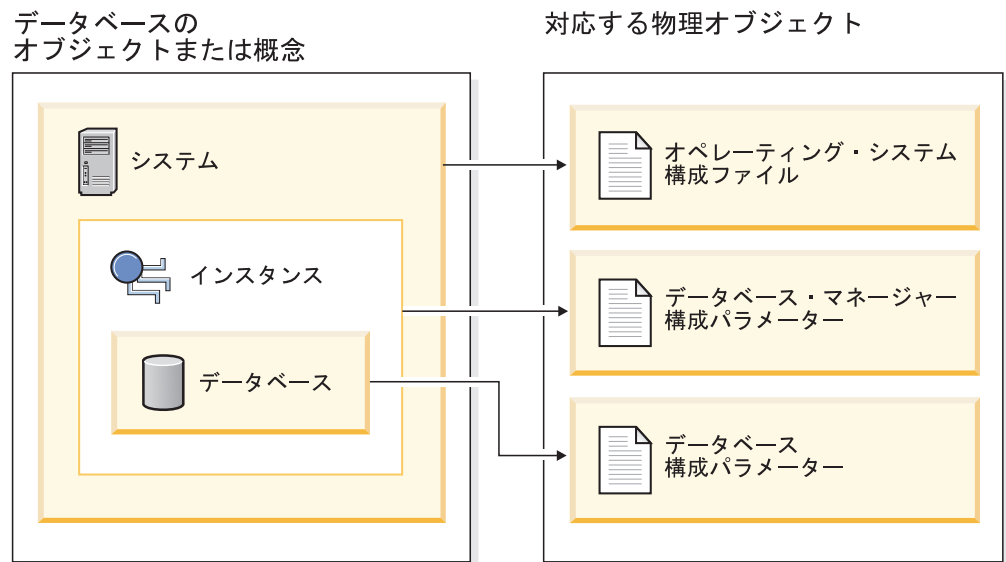 データベースの
オブジェクトまたは概念
システム
インスタンス
データベース
対応する物理オブジェクト
オペレーティング・システム
構成ファイル
データベース・マネージャー
構成パラメーター
データベース
構成パラメーター